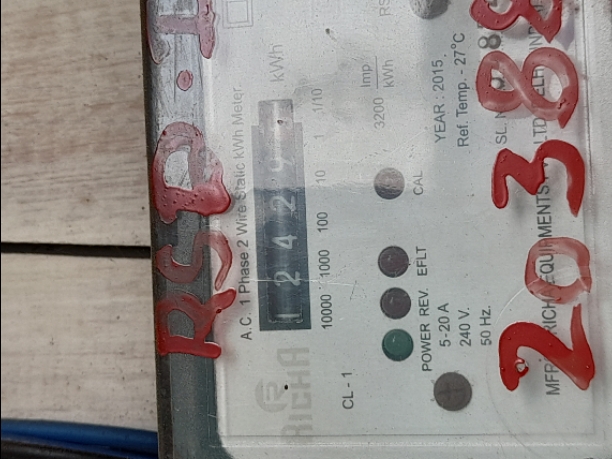 RSP.I
A.C. 1 Phase 2 Wire Static kWh Meter.
kWh
1 2 4 2
10000 1000 100 10 1 1/10
RICHA
CL - 1
3200 Imp kWh
CAL
POWER REV. EFLT
5-20 A
240 V.
50 Hz.
YEAR : 2015
Ref. Temp. - 27°C
20388